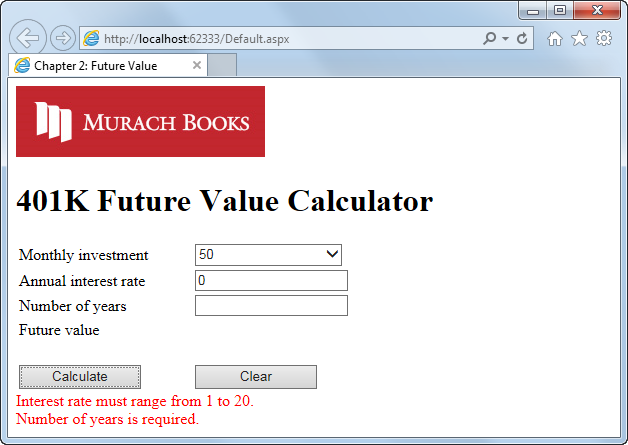 http://localhost:62333/Default.aspx
Chapter 2: Future Value
MURACH BOOKS
401K Future Value Calculator
Monthly investment 50
Annual interest rate 0
Number of years
Future value
Calculate Clear
Interest rate must range from 1 to 20.
Number of years is required.